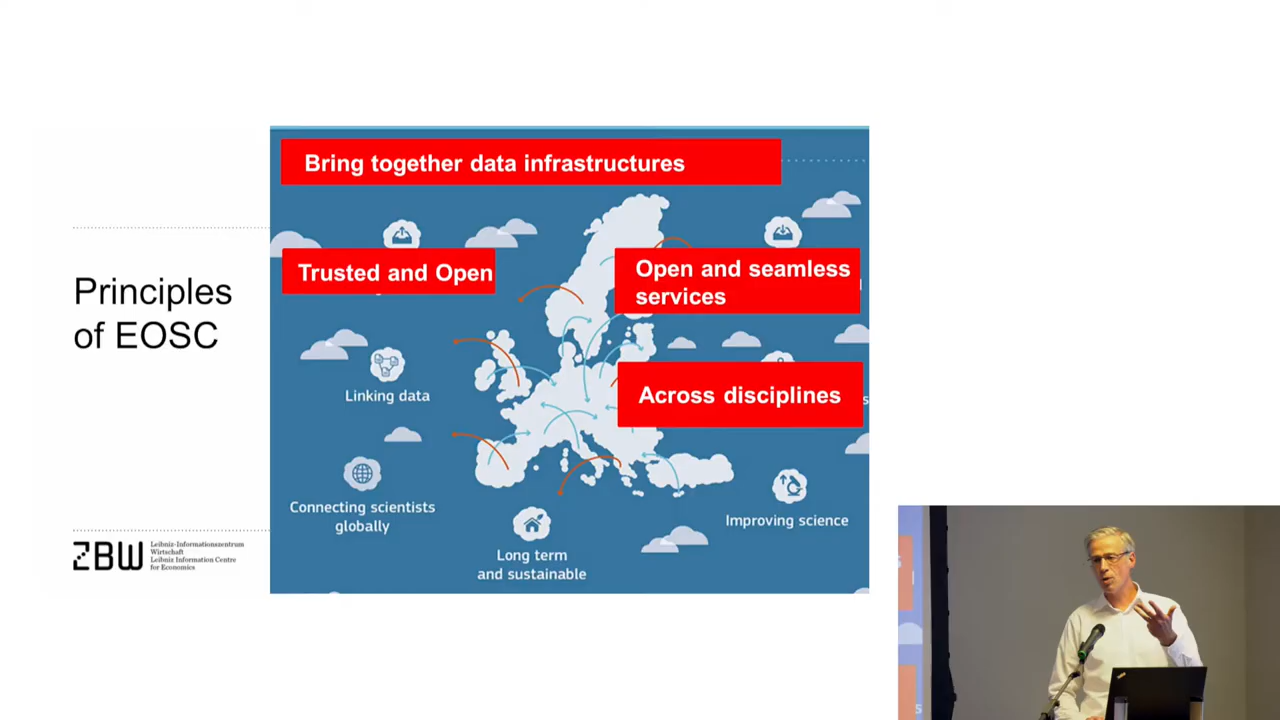 Bring together data infrastructures
Trusted and Open
Open and seamless
services
Principles
of EOSC
Across disciplines
Linking data
Connecting scientists
globally
Improving science
Long term
and sustainable
ZBW
Leibniz-Informationszentrum
Wirtschaft
Leibniz Information Centre
for Economics